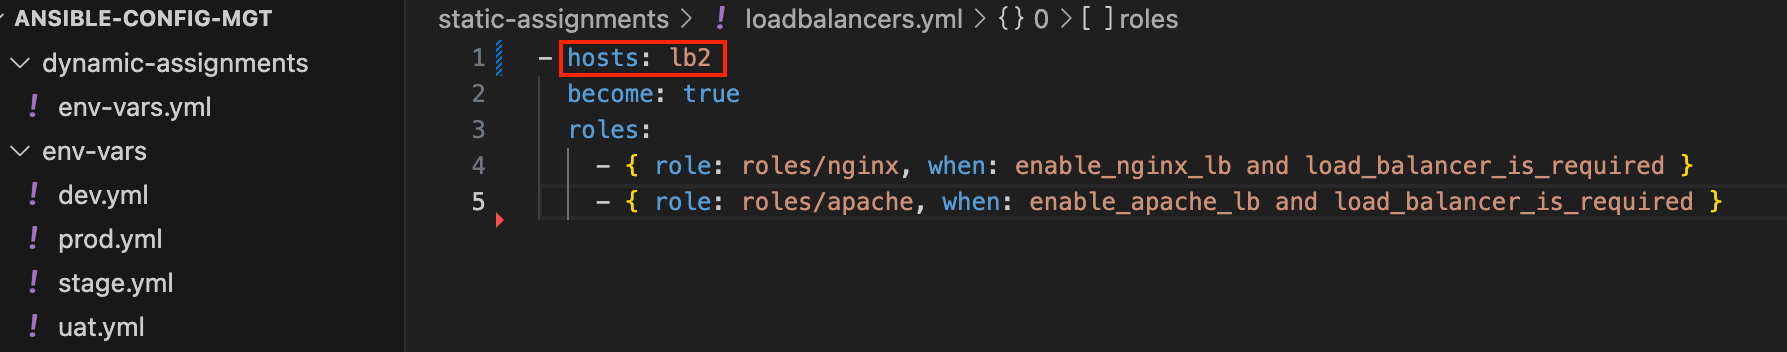 ANSIBLE-CONFIG-MGT
dynamic-assignments
! env-vars.yml
env-vars
! dev.yml
! prod.yml
! stage.yml
! uat.yml
static-assignments > ! loadbalancers.yml > {} 0 > [ ] roles
1 - hosts: lb2
2 become: true
3 roles:
4 - { role: roles/nginx, when: enable_nginx_lb and load_balancer_is_required }
5 - { role: roles/apache, when: enable_apache_lb and load_balancer_is_required }